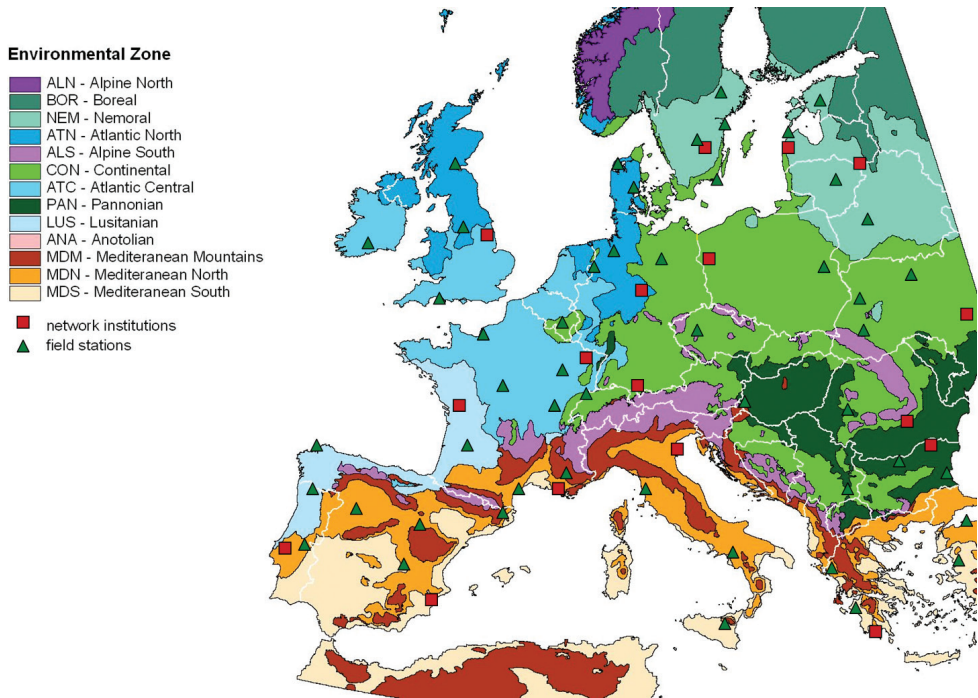 Environmental Zone
ALN - Alpine North
BOR - Boreal
NEM - Nemoral
ATN - Atlantic North
ALS - Alpine South
CON - Continental
ATC - Atlantic Central
PAN - Pannonian
LUS - Lusitanian
ANA - Anotolian
MDM - Mediteranean Mountains
MDN - Mediteranean North
MDS - Mediteranean South
network institutions
field stations